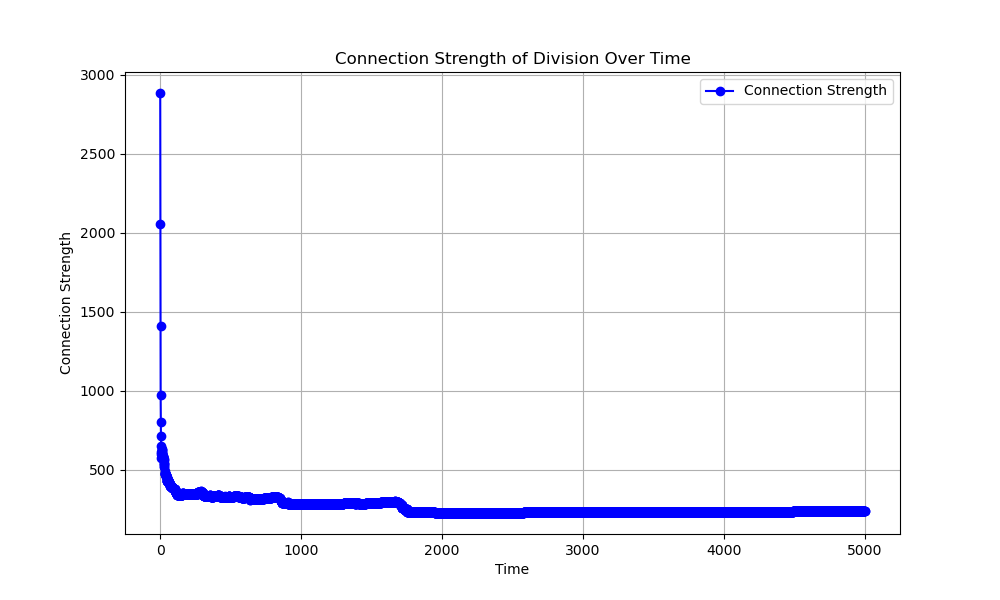 Connection Strength of Division Over Time
Connection Strength
3000
2500
2000
1500
1000
500
Connection Strength
0 1000 2000 3000 4000 5000
Time